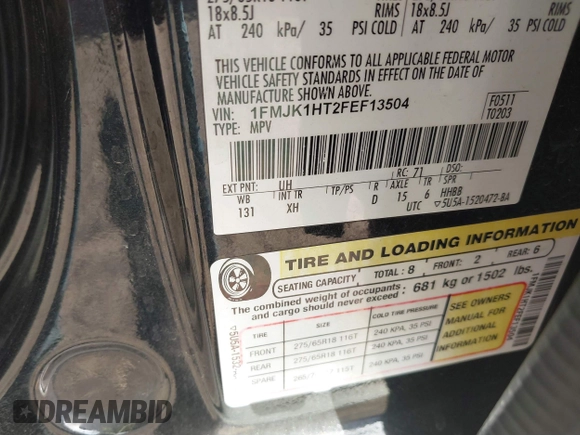 18x8.5J RIMS 18x8.5J RIMS
AT 240 kPa/ 35 PSI COLD AT 240 kPa/ 35 PSI COLD
THIS VEHICLE CONFORMS TO ALL APPLICABLE FEDERAL MOTOR
VEHICLE SAFETY STANDARDS IN EFFECT ON THE DATE OF
MANUFACTURE SHOWN ABOVE.
VIN: 1FMJK1HT2FEF13504
TYPE: MPV
F0511
T0203
RC: 71 DSO:
EXT PNT: UH
WB INT TR TP/PS R AXLE TR SPR
131 XH D 15 6 HHBB
UTC ▽5U5A-1520472-BA
TIRE AND LOADING INFORMATION
SEATING CAPACITY TOTAL: 8 FRONT: 2 REAR: 6
The combined weight of occupants
and cargo should never exceed : 681 kg or 1502 lbs.
TIRE SIZE COLD TIRE PRESSURE
FRONT 275/65R18 116T 240 KPA, 35 PSI
REAR 275/65R18 116T 240 KPA, 35 PSI
SPARE 116T 240 KPA, 35 PSI
SEE OWNERS
MANUAL FOR
ADDITIONAL
INFORMATION
DREAMBID